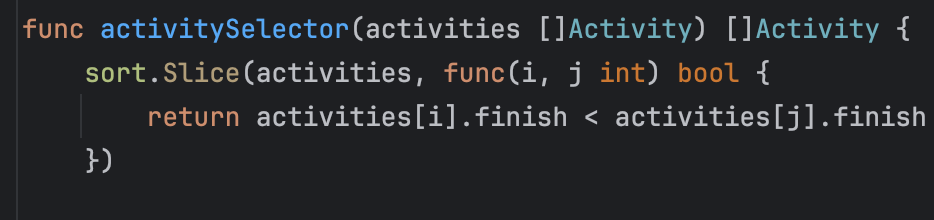 func activitySelector(activities []Activity) []Activity {
    sort.Slice(activities, func(i, j int) bool {
        return activities[i].finish < activities[j].finish
    })